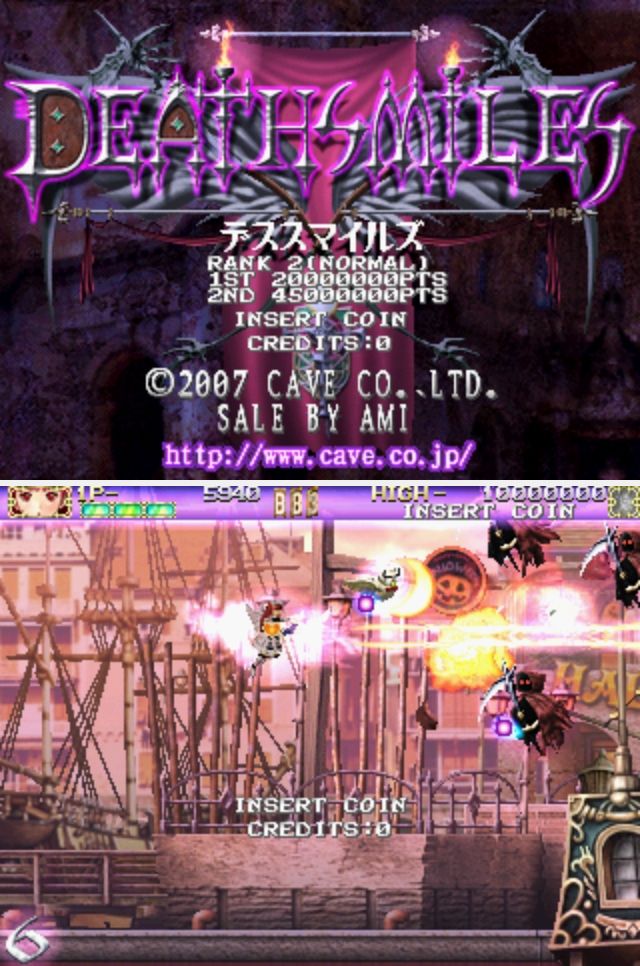 DEATHSMILES
デススマイルズ
RANK 2(NORMAL)
1ST 20000000PTS
2ND 45000000PTS
INSERT COIN
CREDITS:0
©2007 CAVE CO.,LTD.
SALE BY AMI
http://www.cave.co.jp/
1P- 5940 HIGH- 10000000
INSERT COIN
INSERT COIN
CREDITS:0
6